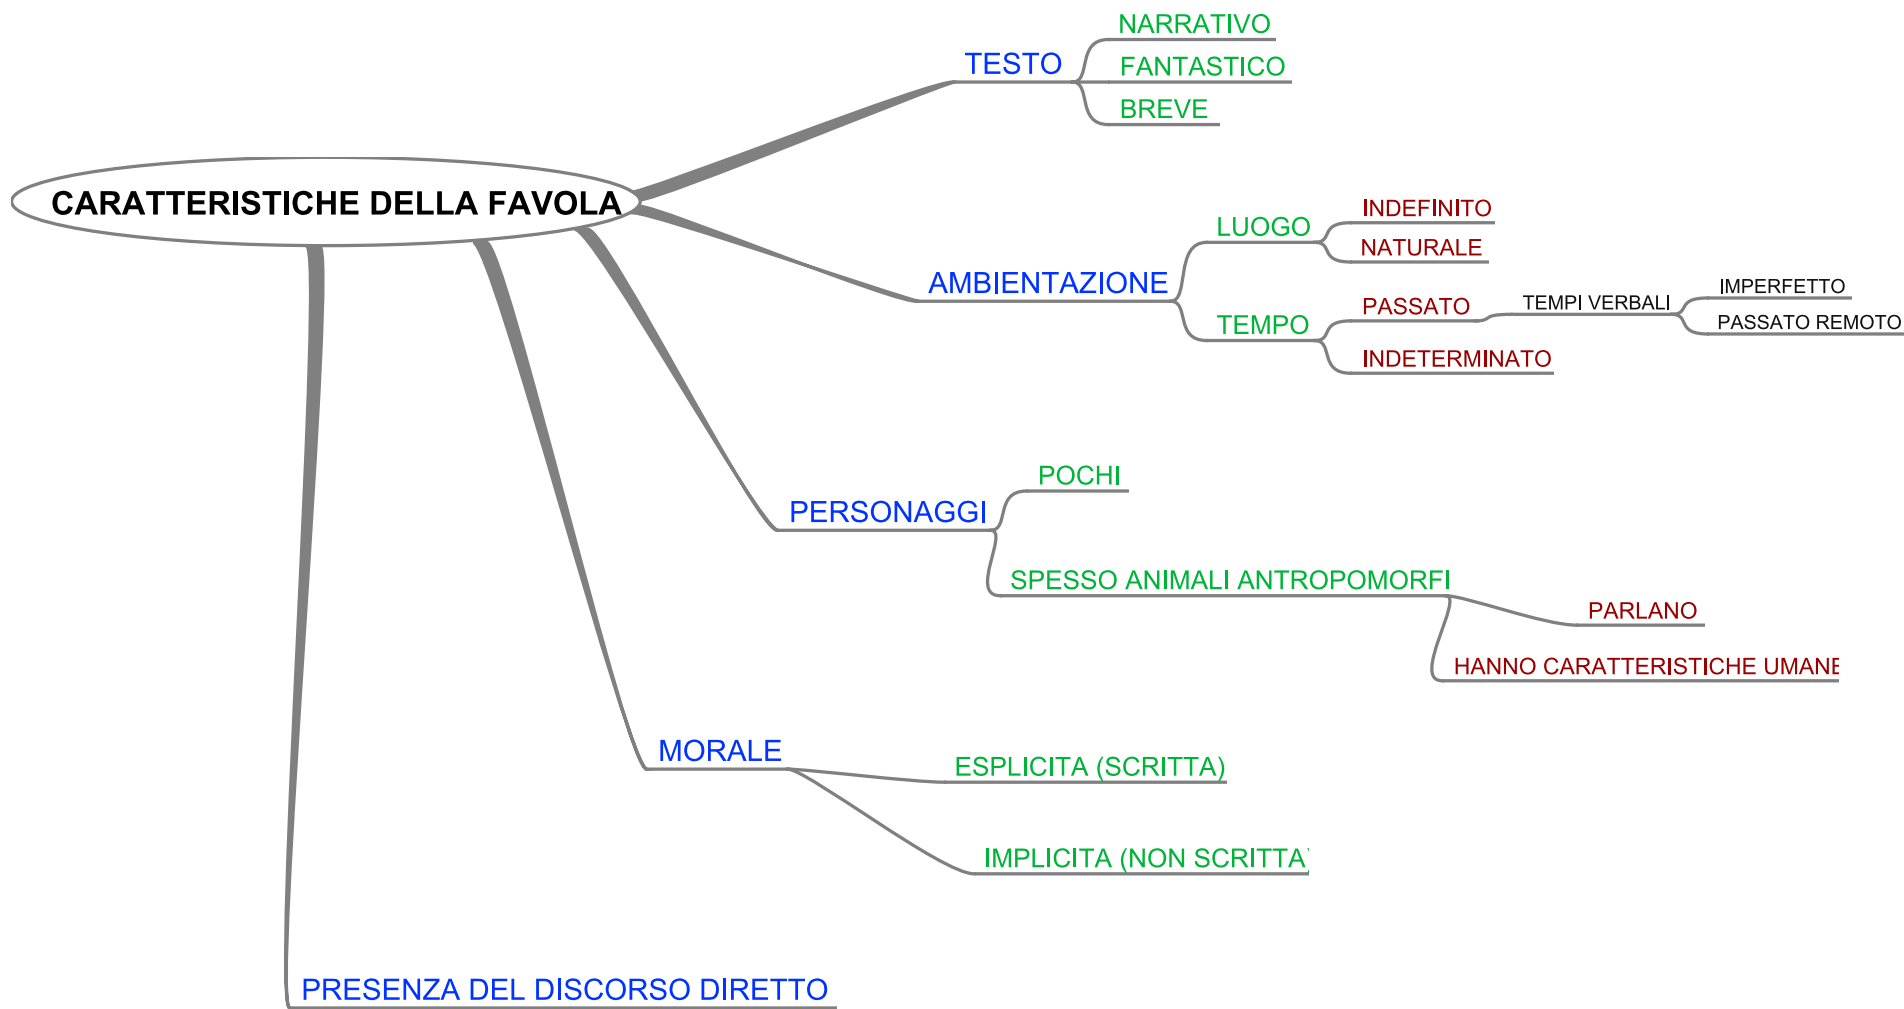 CARATTERISTICHE DELLA FAVOLA
TESTO
NARRATIVO
FANTASTICO
BREVE
AMBIENTAZIONE
LUOGO
INDEFINITO
NATURALE
TEMPO
PASSATO
TEMPI VERBALI
IMPERFETTO
PASSATO REMOTO
INDETERMINATO
PERSONAGGI
POCHI
SPESSO ANIMALI ANTROPOMORFI
PARLANO
HANNO CARATTERISTICHE UMANE
MORALE
ESPLICITA (SCRITTA)
IMPLICITA (NON SCRITTA)
PRESENZA DEL DISCORSO DIRETTO